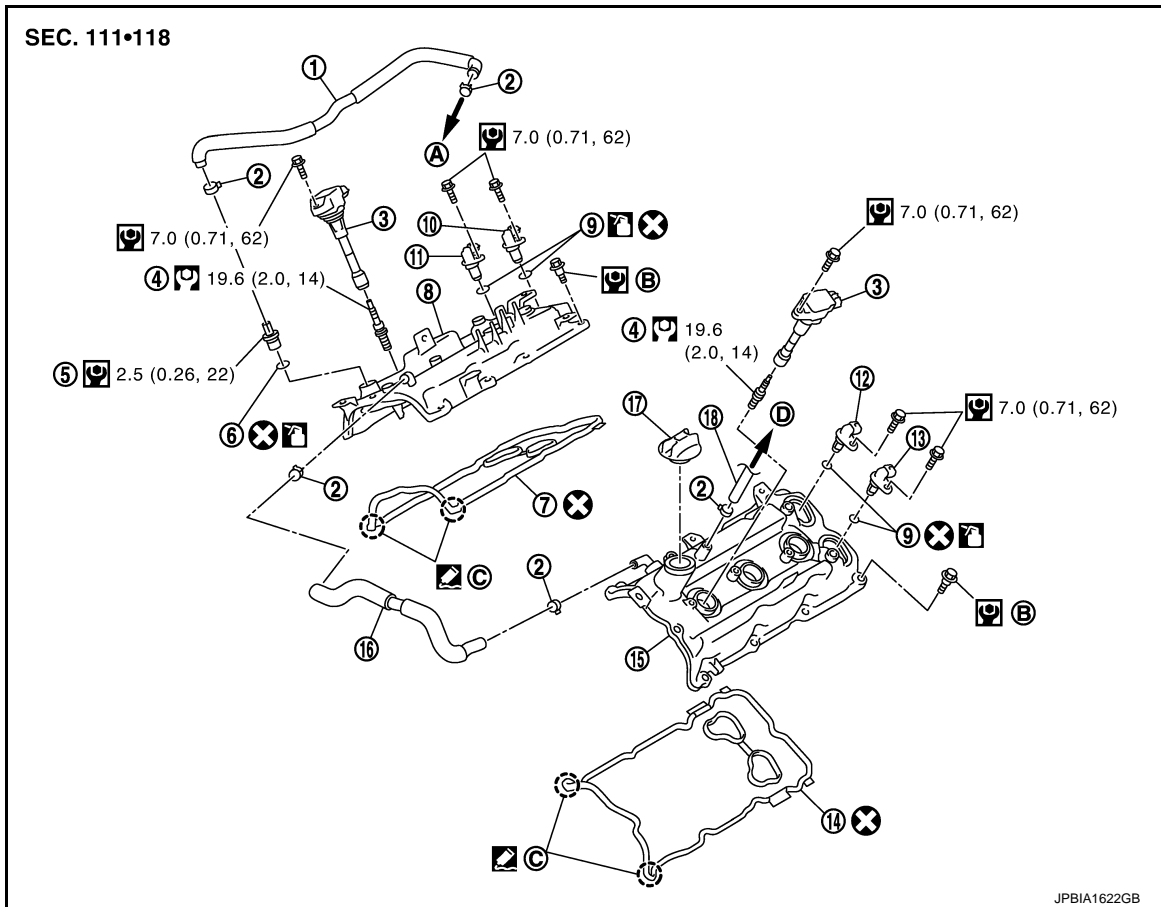 SEC. 111•118
1
2
A
7.0 (0.71, 62)
2
3
7.0 (0.71, 62)
10
9
11
7.0 (0.71, 62)
4 19.6 (2.0, 14)
8
B
3
4 19.6
(2.0, 14)
5 2.5 (0.26, 22)
12
17
18
D
7.0 (0.71, 62)
13
6
2
2
7
9
C
2
B
16
15
14
C
JPBIA1622GB